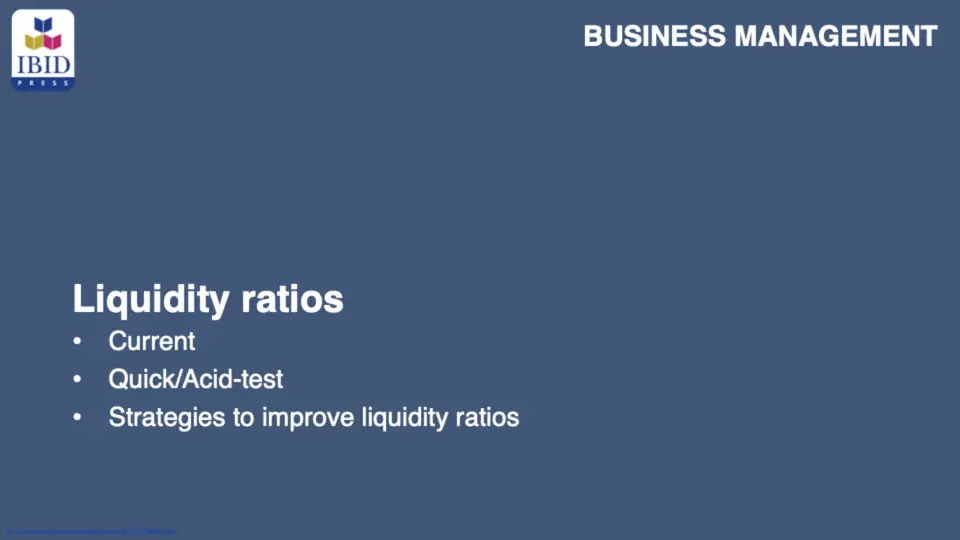 IBID
PRESS
BUSINESS MANAGEMENT
Liquidity ratios
• Current
• Quick/Acid-test
• Strategies to improve liquidity ratios